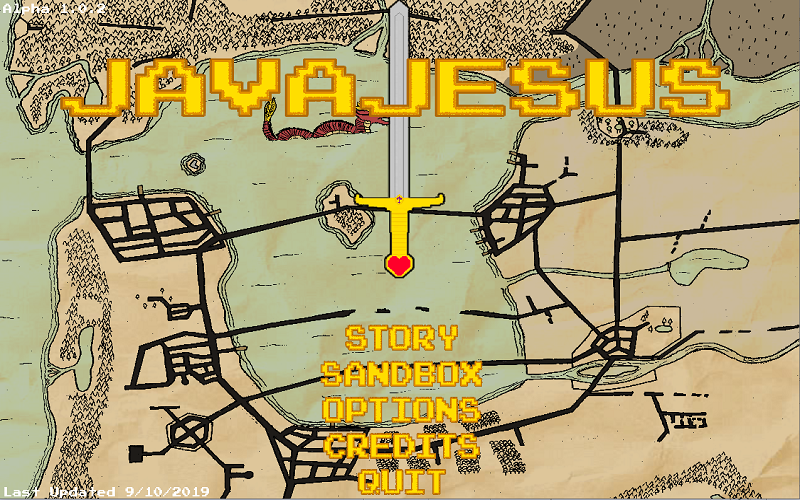 Alpha 1.0.2
JAVAJESUS
STORY
SANDBOX
OPTIONS
CREDITS
QUIT
Last Updated 9/10/2019